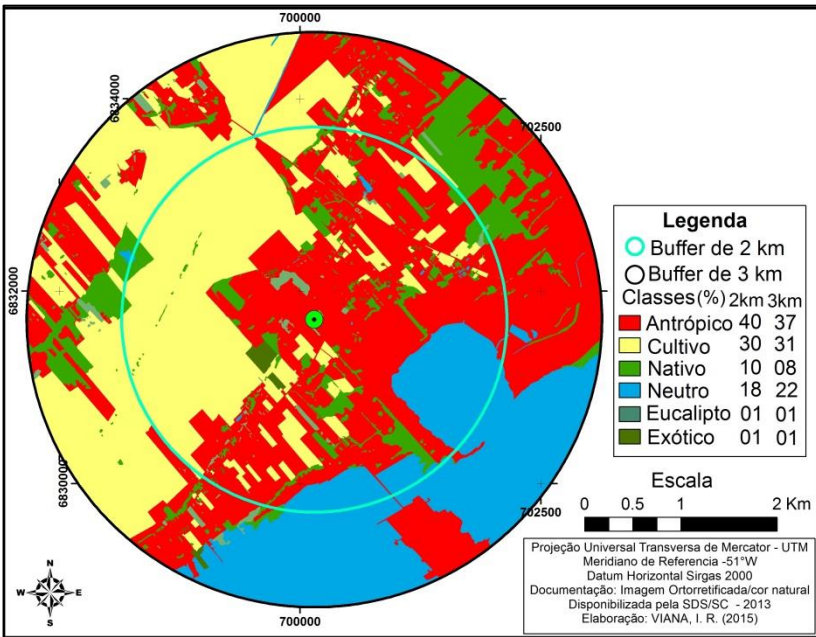 700000
6834000
702500
6832000
6830000
702500
700000
N
W
E
S
Legenda
Buffer de 2 km
Buffer de 3 km
Classes(%) 2km 3km
Antrópico 40 37
Cultivo 30 31
Nativo 10 08
Neutro 18 22
Eucalipto 01 01
Exótico 01 01
Escala
0 0.5 1 2 Km
Projeção Universal Transversa de Mercator - UTM
Meridiano de Referencia -51°W
Datum Horizontal Sirgas 2000
Documentação: Imagem Ortorretificada/cor natural
Disponibilizada pela SDS/SC - 2013
Elaboração: VIANA, I. R. (2015)